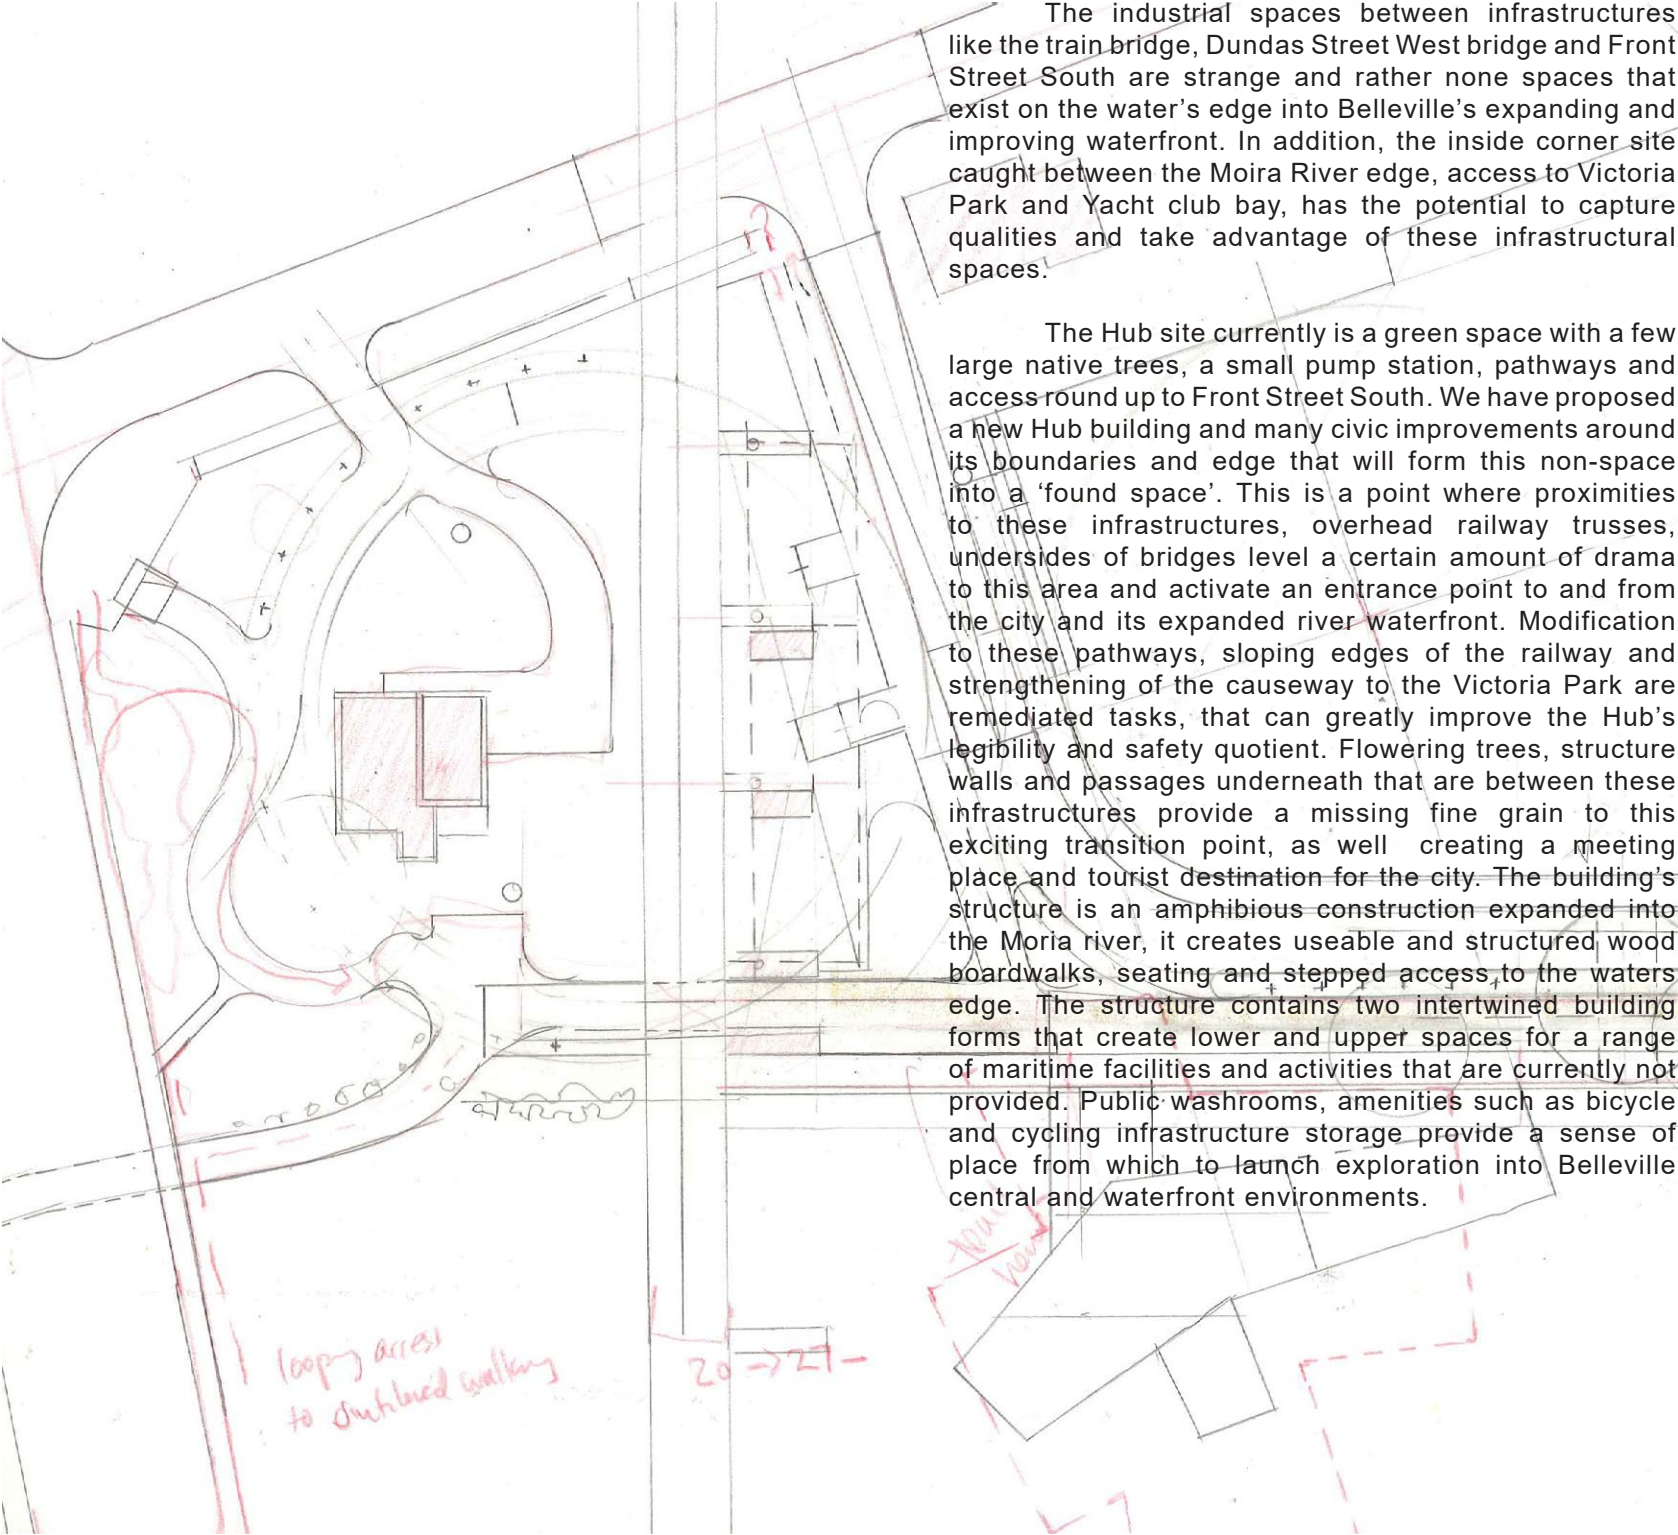 The industrial spaces between infrastructures
like the train bridge, Dundas Street West bridge and Front
Street South are strange and rather none spaces that
exist on the water's edge into Belleville's expanding and
improving waterfront. In addition, the inside corner site
caught between the Moira River edge, access to Victoria
Park and Yacht club bay, has the potential to capture
qualities and take advantage of these infrastructural
spaces.
The Hub site currently is a green space with a few
large native trees, a small pump station, pathways and
access round up to Front Street South. We have proposed
a new Hub building and many civic improvements around
its boundaries and edge that will form this non-space
into a ‘found space’. This is a point where proximities
to these infrastructures, overhead railway trusses,
undersides of bridges level a certain amount of drama
to this area and activate an entrance point to and from
the city and its expanded river waterfront. Modification
to these pathways, sloping edges of the railway and
strengthening of the causeway to the Victoria Park are
remediated tasks, that can greatly improve the Hub's
legibility and safety quotient. Flowering trees, structure
walls and passages underneath that are between these
infrastructures provide a missing fine grain to this
exciting transition point, as well creating a meeting
place and tourist destination for the city. The building's
structure is an amphibious construction expanded into
the Moria river, it creates useable and structured wood
boardwalks, seating and stepped access to the waters
edge. The structure contains two intertwined building
forms that create lower and upper spaces for a range
of maritime facilities and activities that are currently not
provided. Public washrooms, amenities such as bicycle
and cycling infrastructure storage provide a sense of
place from which to launch exploration into Belleville
central and waterfront environments.
looping access
to walking
20 -> 27